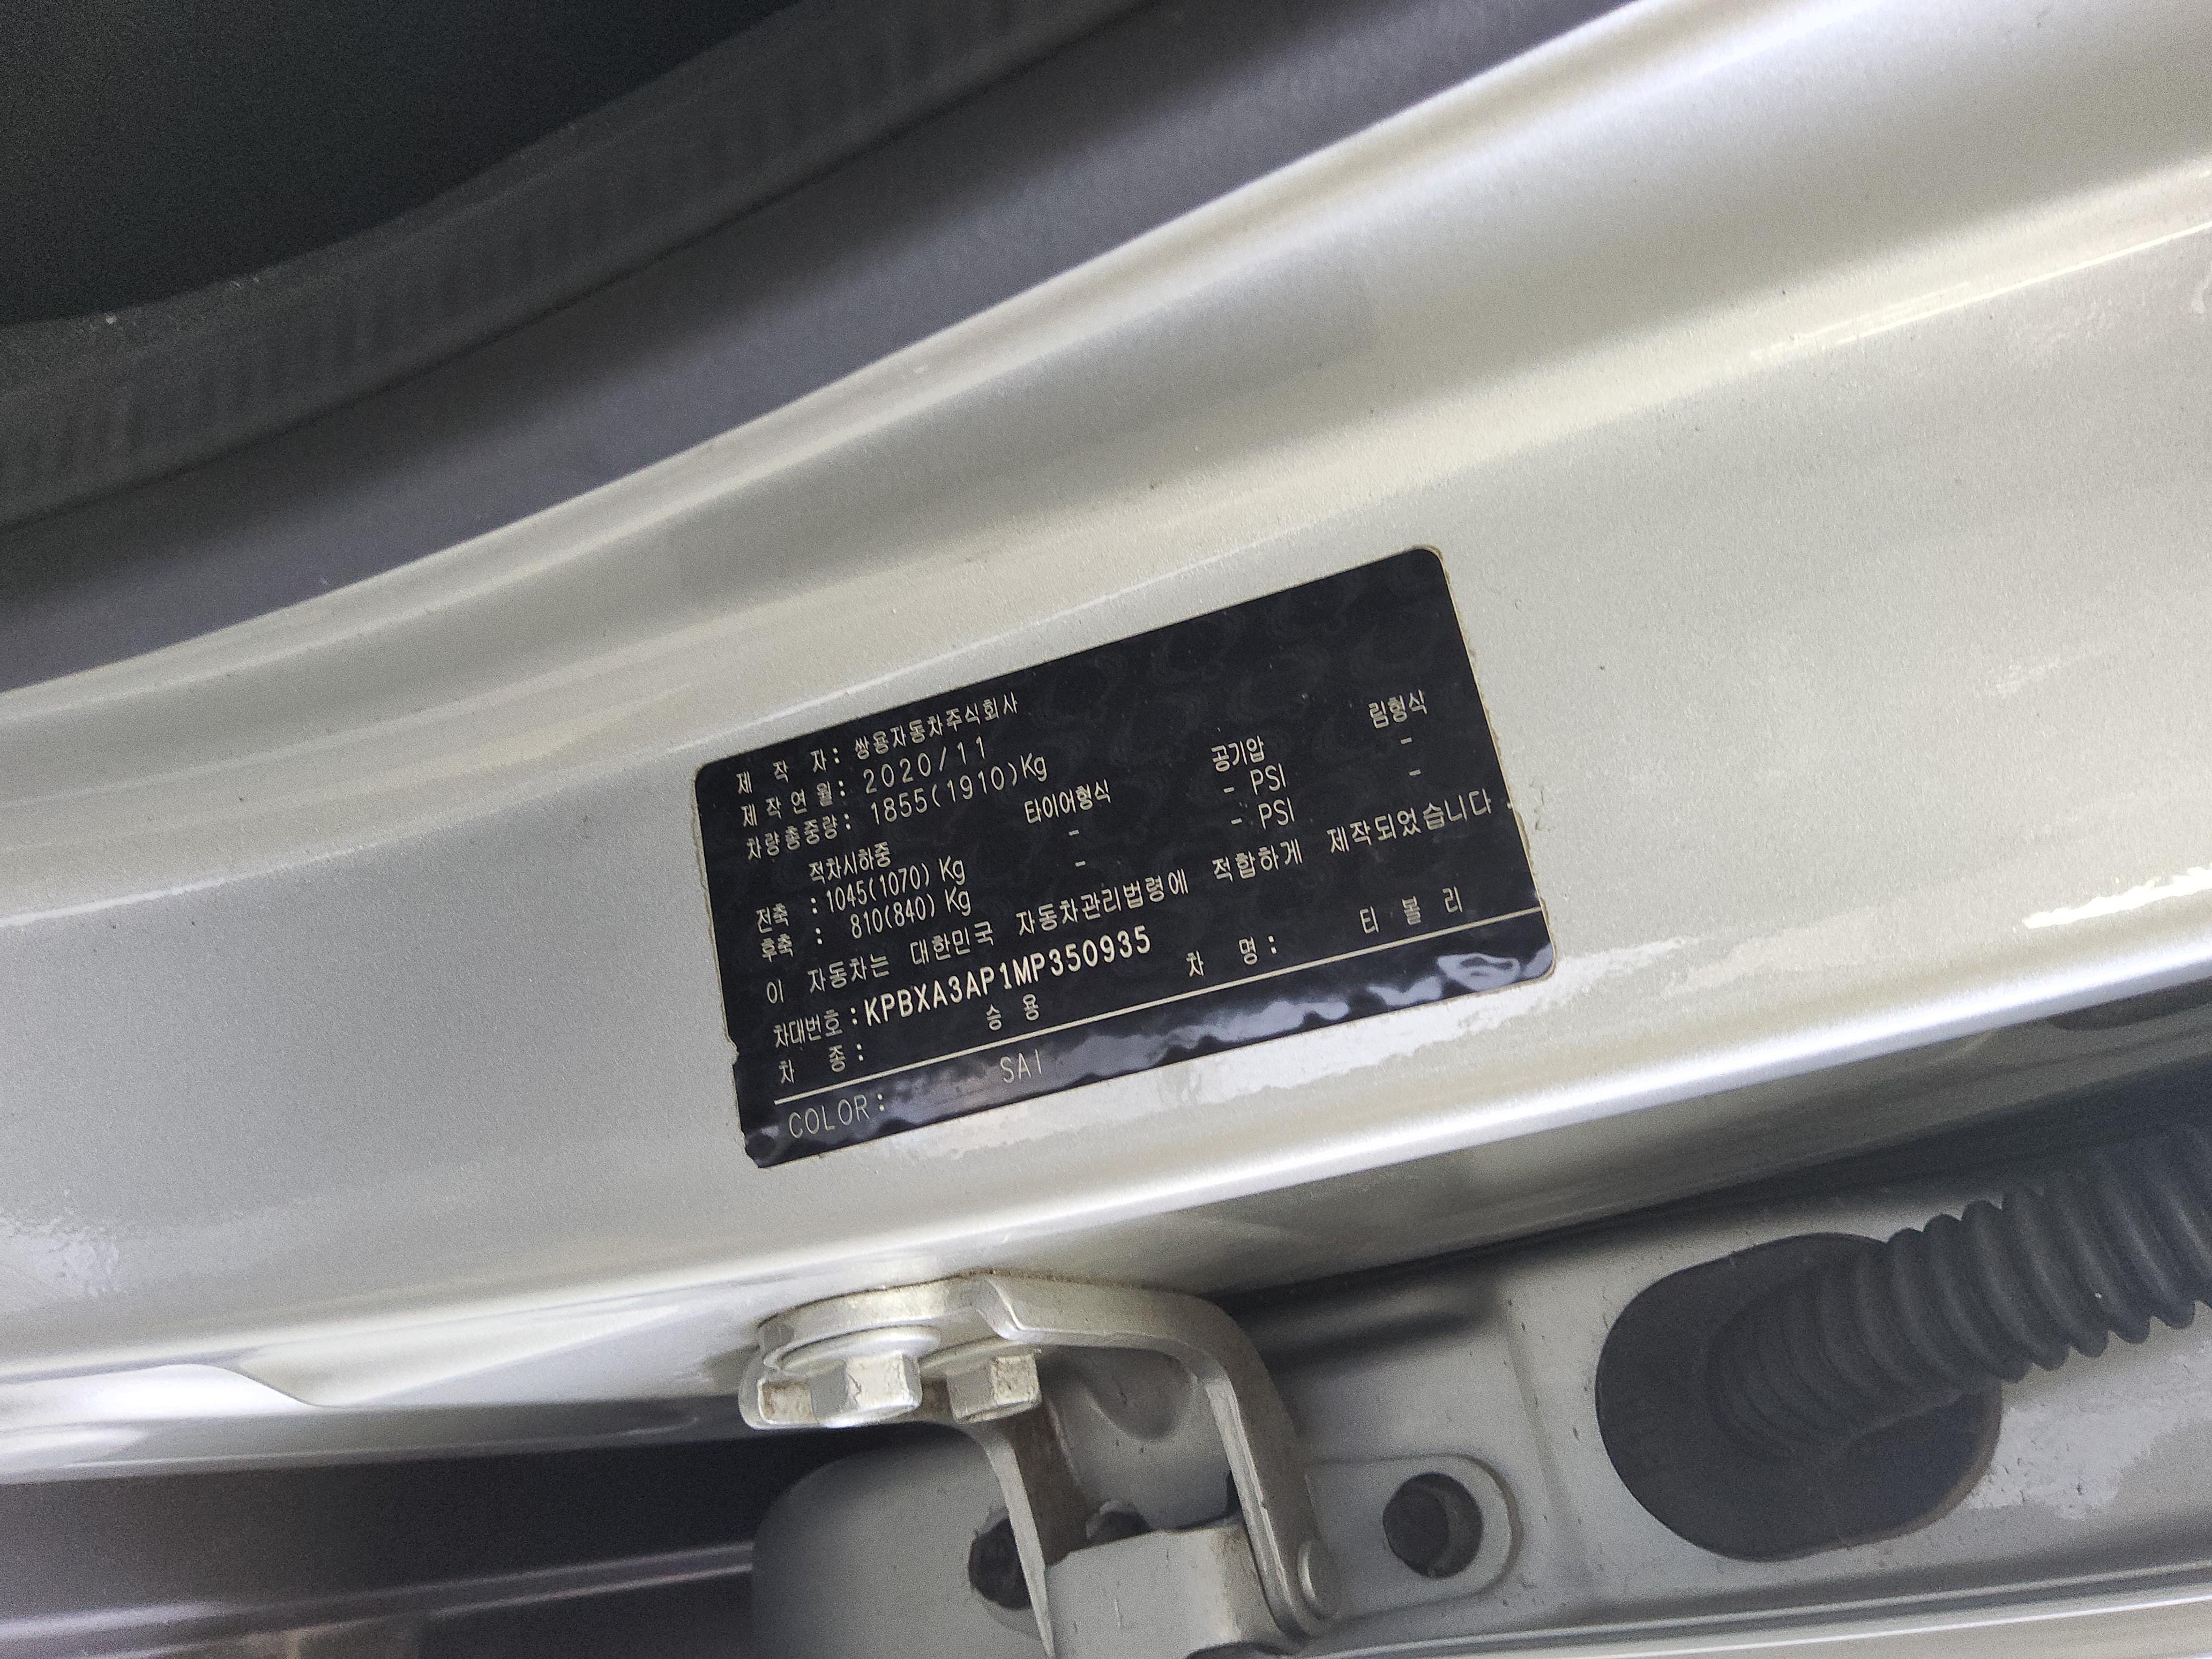 제 작 자: 쌍용자동차주식회사
제작연월: 2020/11
차량총중량: 1855(1910)Kg
적차시하중 타이어형식 공기압 림형식
전축 :1045(1070) Kg - - PSI -
후축 : 810(840) Kg - - PSI -
이 자동차는 대한민국 자동차관리법령에 적합하게 제작되었습니다.
차대번호:KPBXA3AP1MP350935
차 종: 승 용 차 명: 티 볼 리
COLOR: SAI